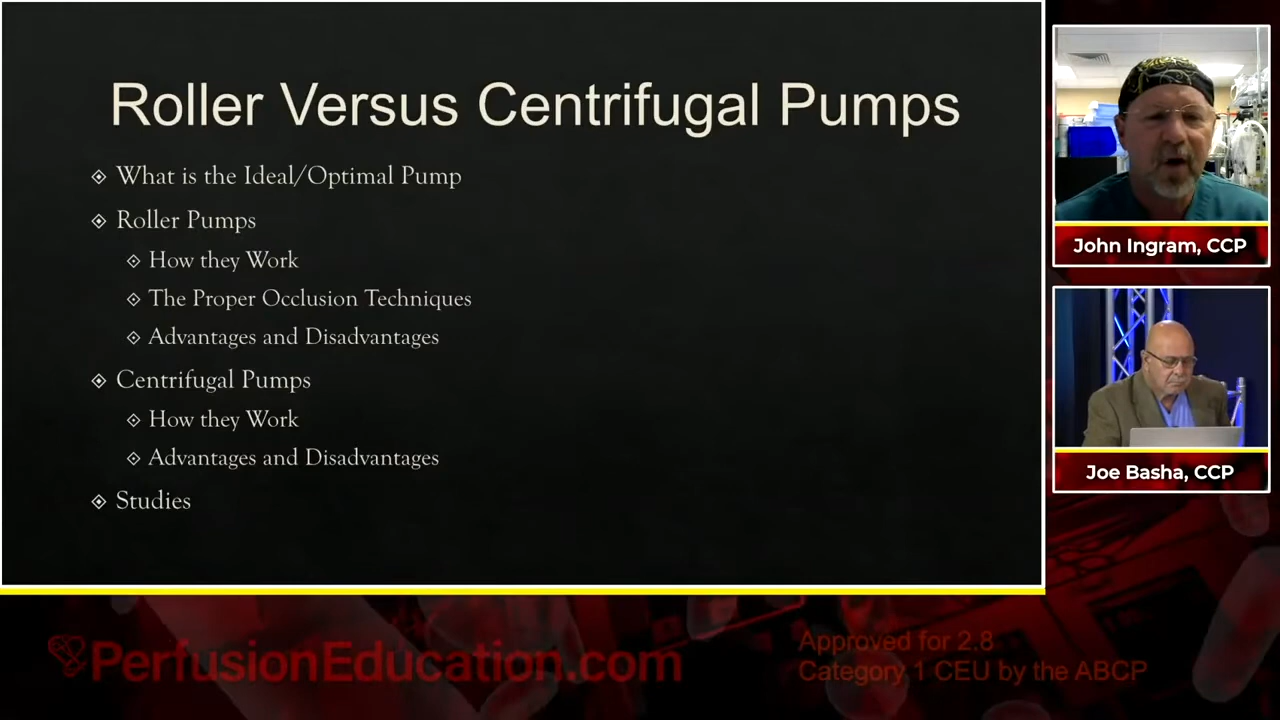 Roller Versus Centrifugal Pumps
What is the Ideal/Optimal Pump
Roller Pumps
How they Work
The Proper Occlusion Techniques
Advantages and Disadvantages
Centrifugal Pumps
How they Work
Advantages and Disadvantages
Studies
John Ingram, CCP
Joe Basha, CCP
PerfusionEducation.com
Approved for 2.8
Category 1 CEU by the ABCP